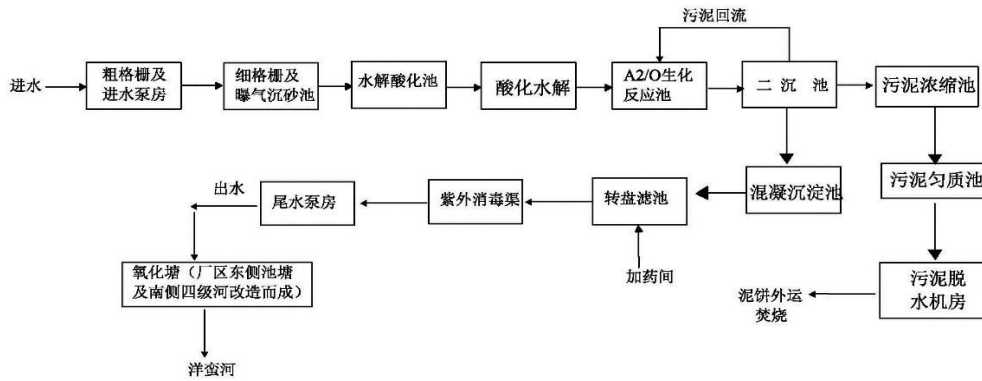 污泥回流
进水
粗格栅及
进水泵房
细格栅及
曝气沉砂池
水解酸化池
酸化水解
A2/O生化
反应池
二 沉 池
污泥浓缩池
出水
尾水泵房
紫外消毒渠
转盘滤池
混凝沉淀池
污泥匀质池
氧化塘（厂区东侧池塘
及南侧四级河改造而成）
加药间
泥饼外运
焚烧
污泥脱
水机房
洋蛮河